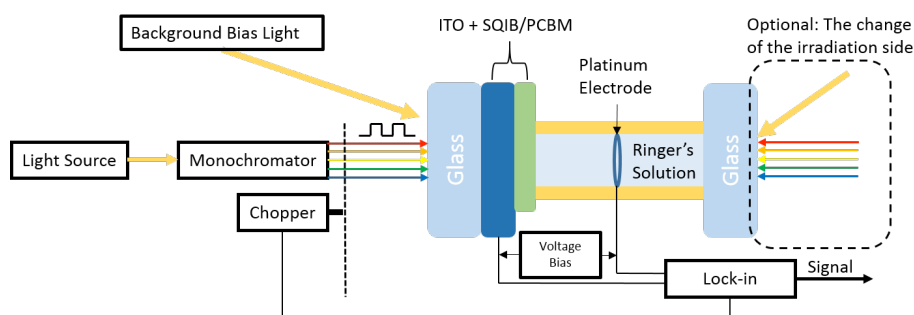 Background Bias Light
ITO + SQIB/PCBM
Optional: The change
of the irradiation side
Platinum
Electrode
Light Source
Monochromator
Glass
Ringer's
Solution
Glass
Chopper
Voltage
Bias
Lock-in
Signal